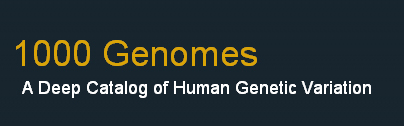 1000 Genomes
A Deep Catalog of Human Genetic Variation